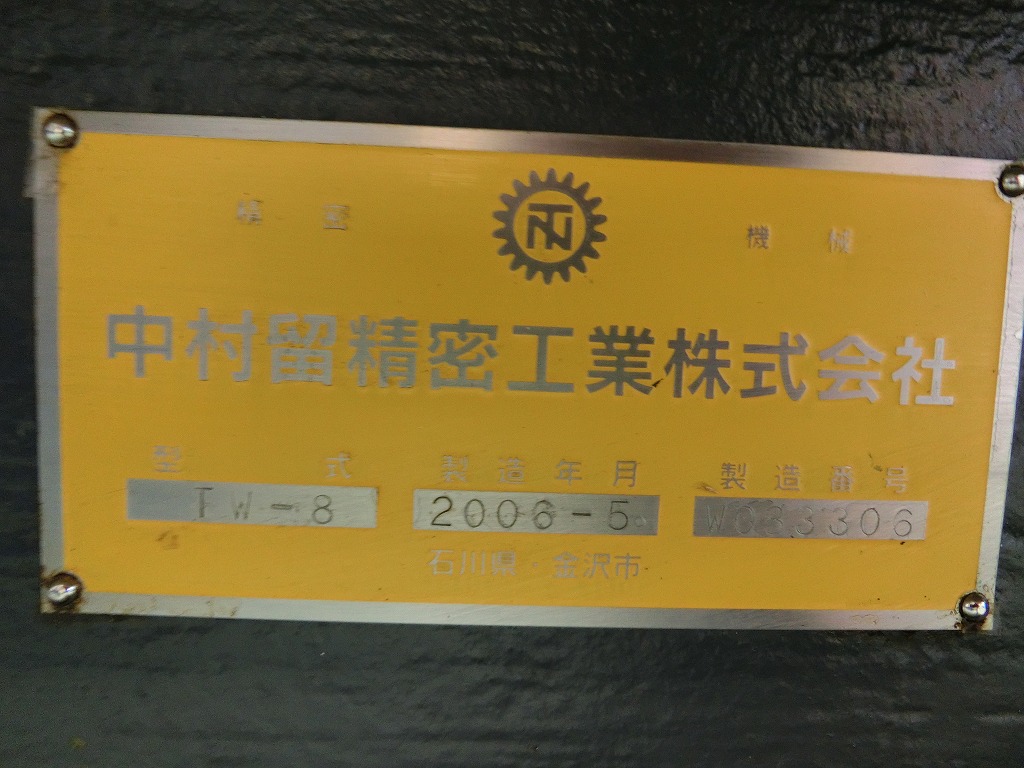 精密 機械
中村留精密工業株式会社
型式 製造年月 製造番号
TW-8 2006-5 W033306
石川県・金沢市